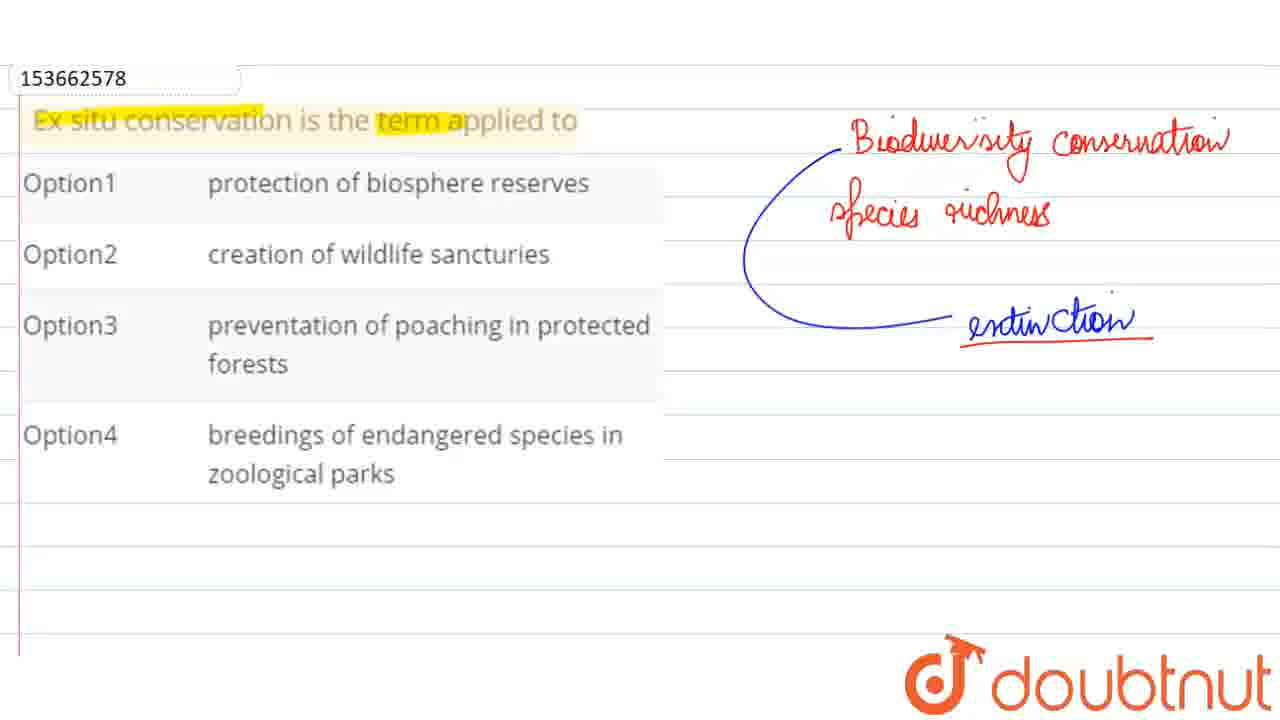 153662578
Ex situ conservation is the term applied to
Option1 protection of biosphere reserves
Option2 creation of wildlife sancturies
Option3 preventation of poaching in protected
forests
Option4 breedings of endangered species in
zoological parks
Biodiversity conservation
species richness
extinction
doubtnut